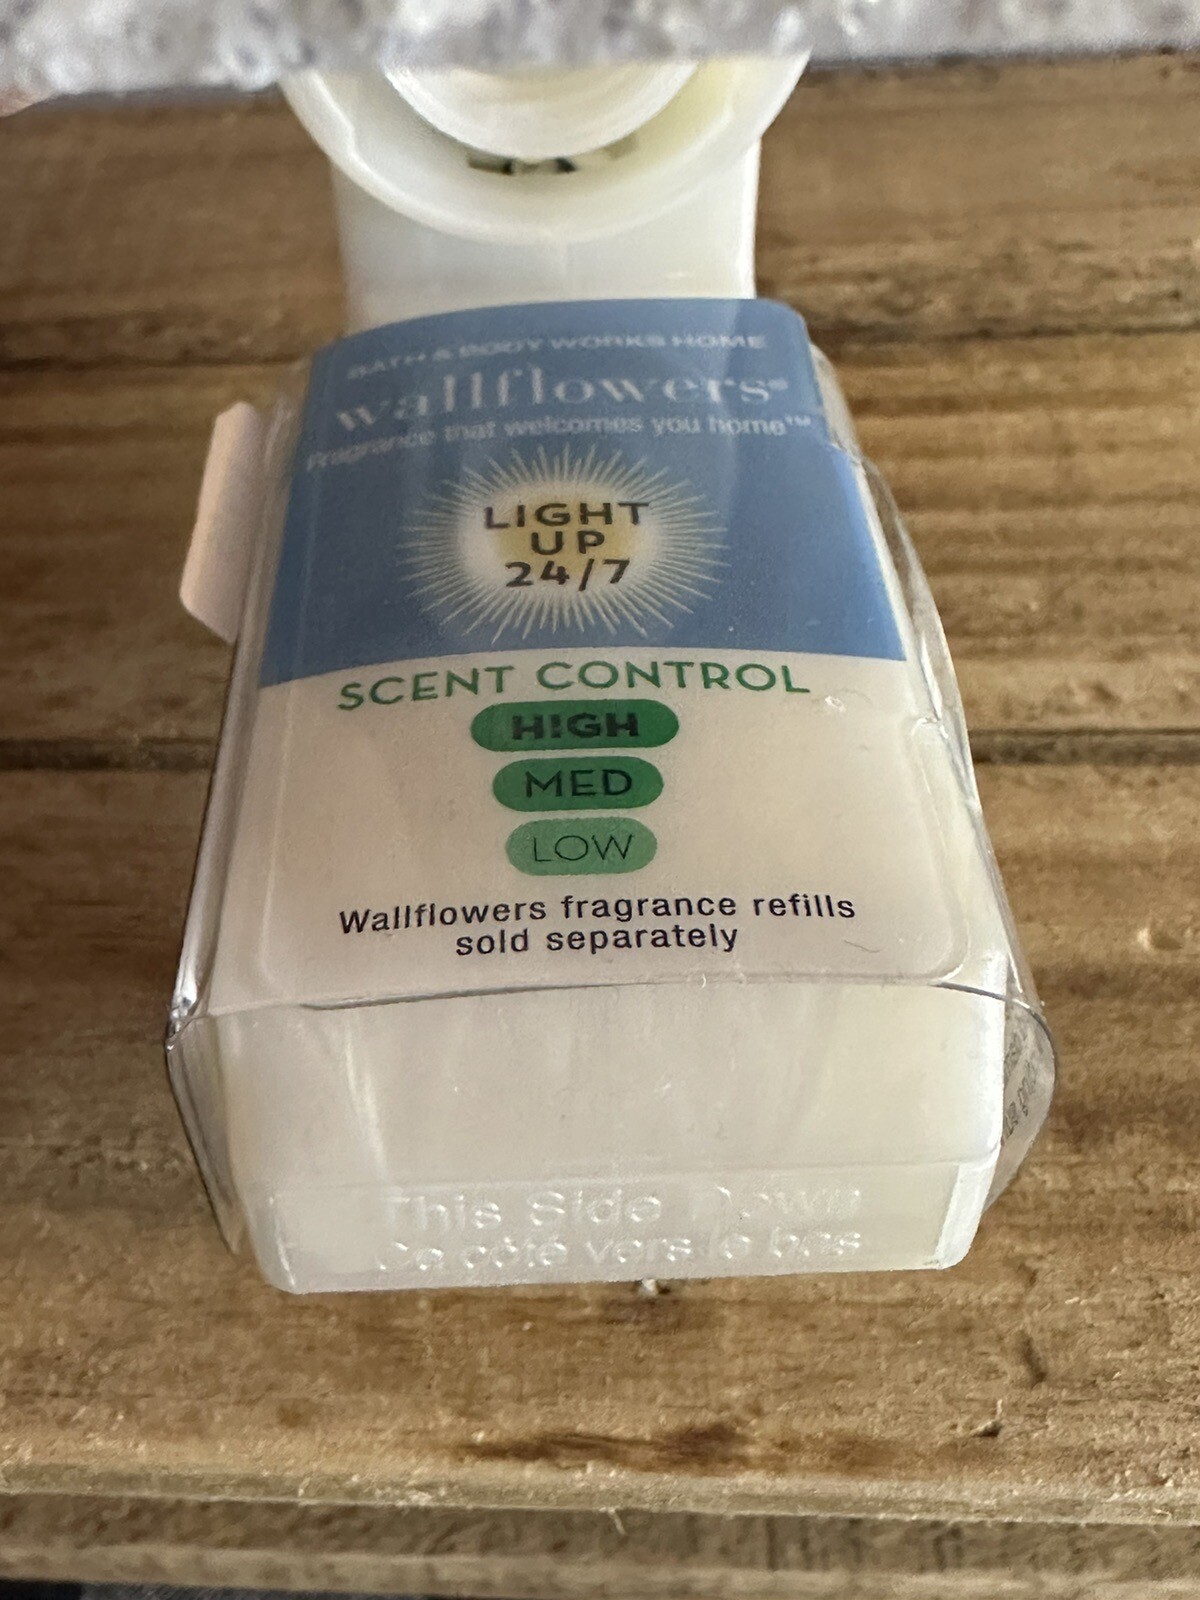 BATH & BODY WORKS HOME
wallflowers®
Fragrance that welcomes you home™
LIGHT
UP
24/7
SCENT CONTROL
HIGH
MED
LOW
Wallflowers fragrance refills
sold separately
This Side Down
Ce côté vers le bas